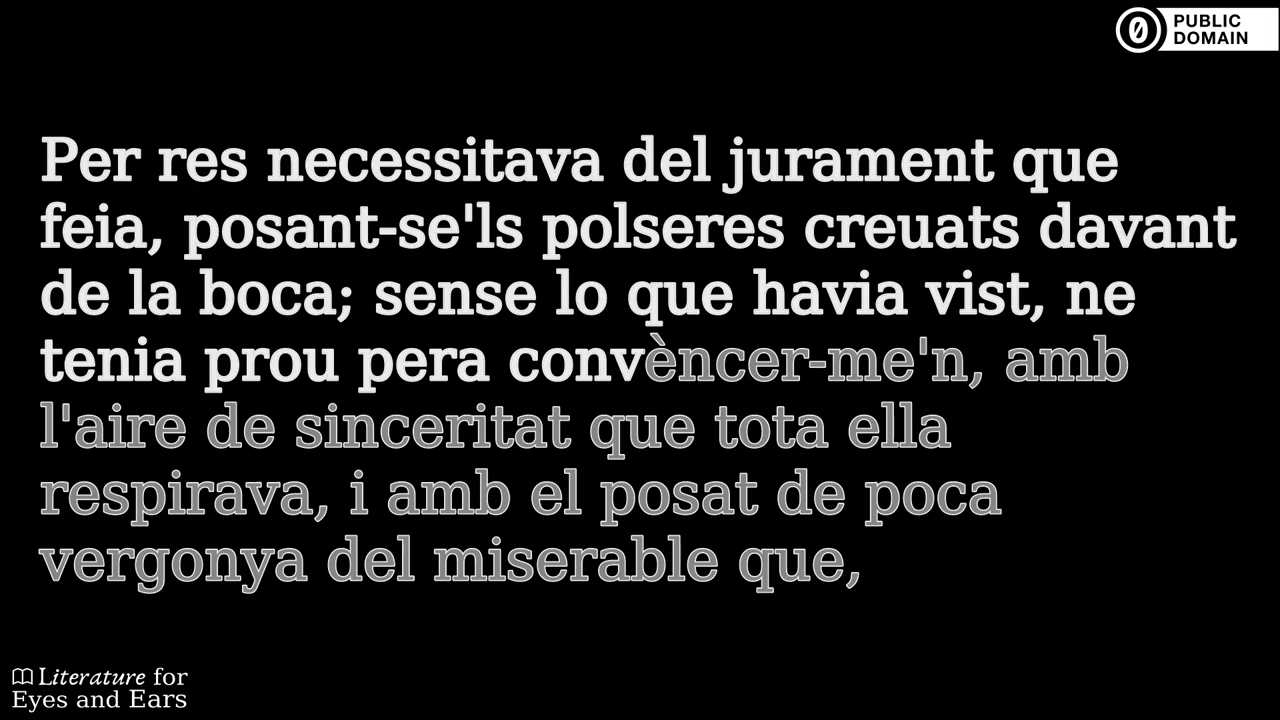 PUBLIC
DOMAIN
Per res necessitava del jurament que
feia, posant-se'ls polseres creuats davant
de la boca; sense lo que havia vist, ne
tenia prou pera convèncer-me'n, amb
l'aire de sinceritat que tota ella
respirava, i amb el posat de poca
vergonya del miserable que,
Literature for
Eyes and Ears